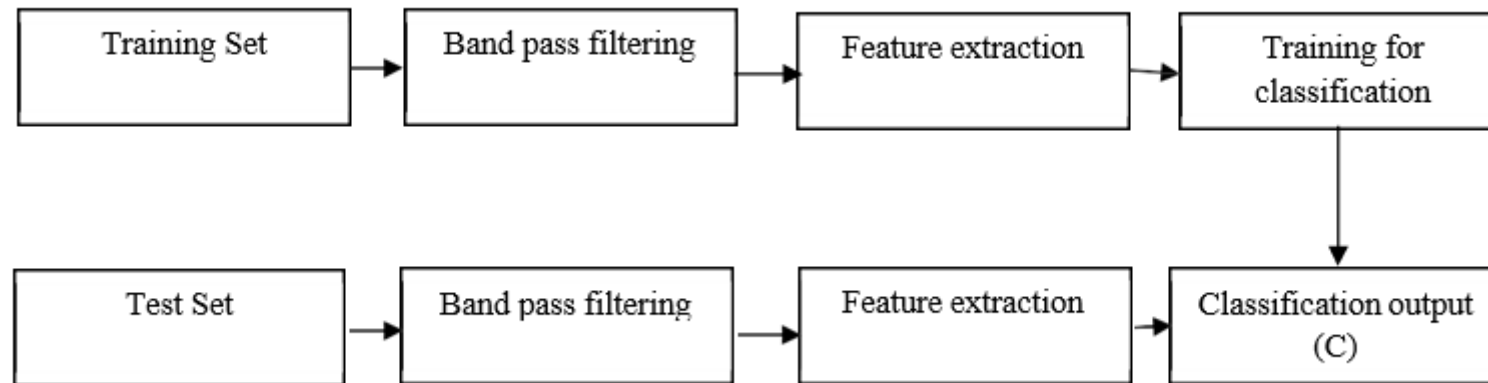 Training Set
Band pass filtering
Feature extraction
Training for
classification
Test Set
Band pass filtering
Feature extraction
Classification output
(C)